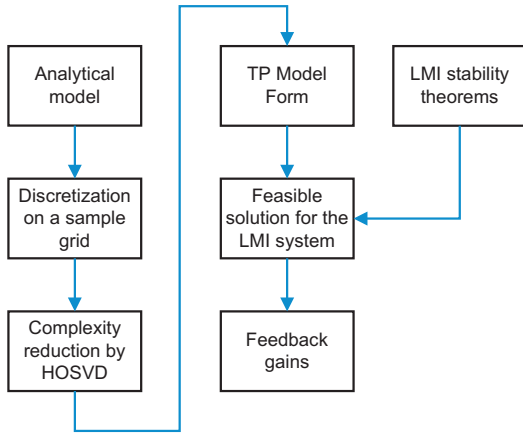 Analytical
model
Discretization
on a sample
grid
Complexity
reduction by
HOSVD
TP Model
Form
Feasible
solution for the
LMI system
Feedback
gains
LMI stability
theorems